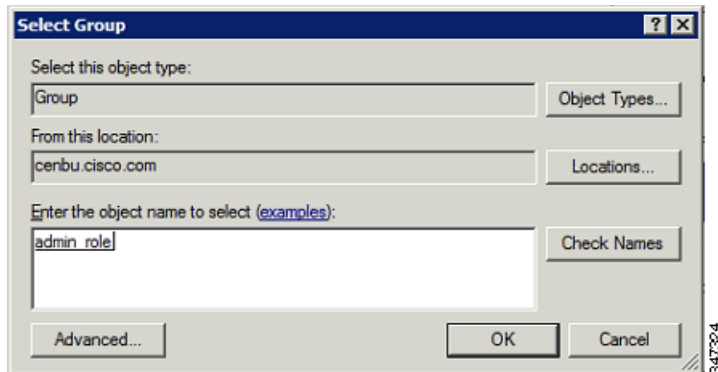 Select Group
? X
Select this object type:
Group
Object Types...
From this location:
cenbu.cisco.com
Locations...
Enter the object name to select (examples):
admin_role
Check Names
Advanced...
OK
Cancel
347324